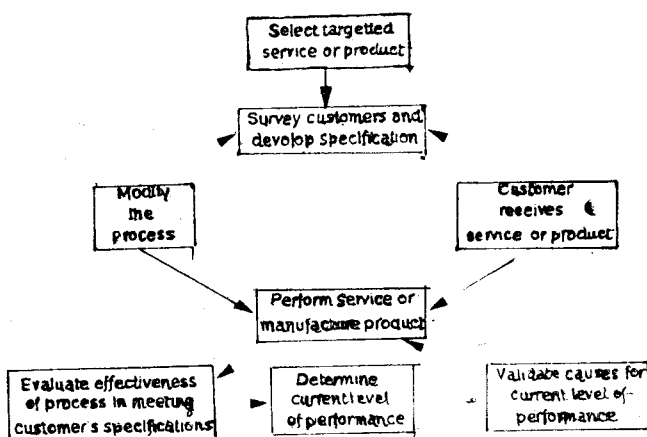 Select targetted
service or product
Survey customers and
develop specification
Modify
the
process
Customer
receives
service or product
Perform Service or
manufacture product
Evaluate effectiveness
of process in meeting
customer's specifications
Determine
current level
of performance
Validate causes for
current level of
performance